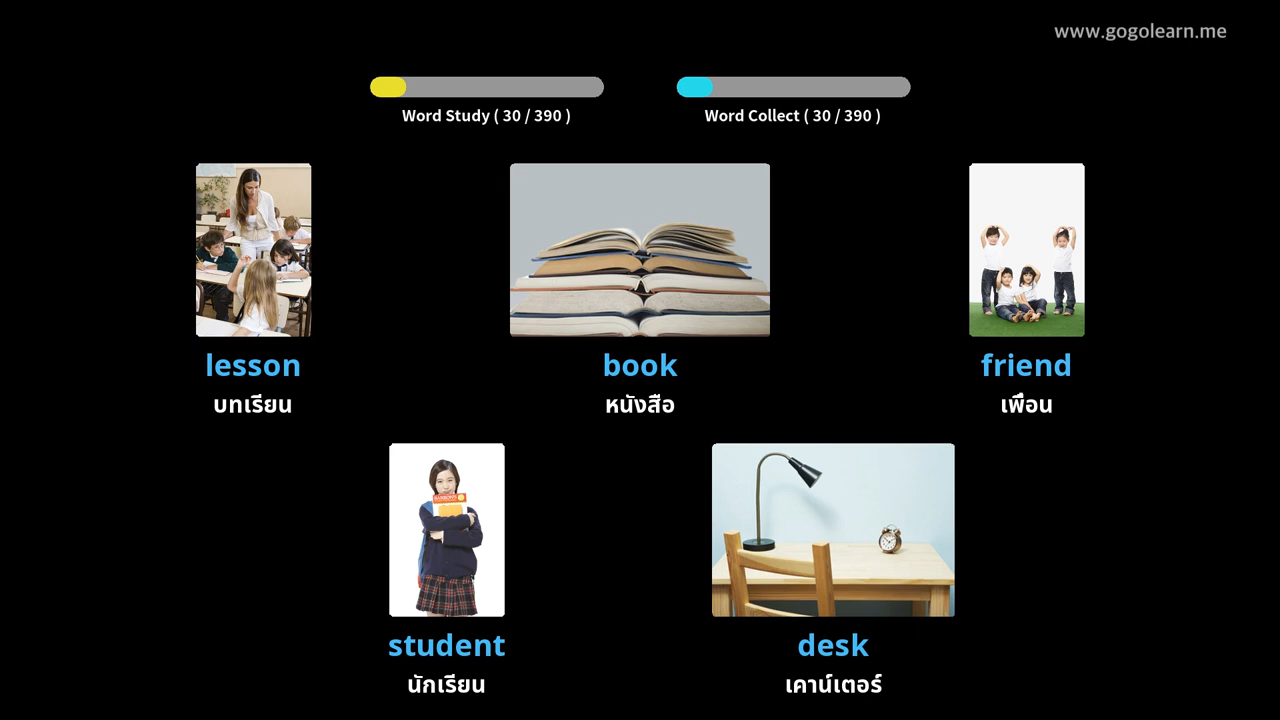 www.gogolearn.me
Word Study ( 30 / 390 )
Word Collect ( 30 / 390 )
lesson
บทเรียน
book
หนังสือ
friend
เพื่อน
student
นักเรียน
desk
เคาน์เตอร์